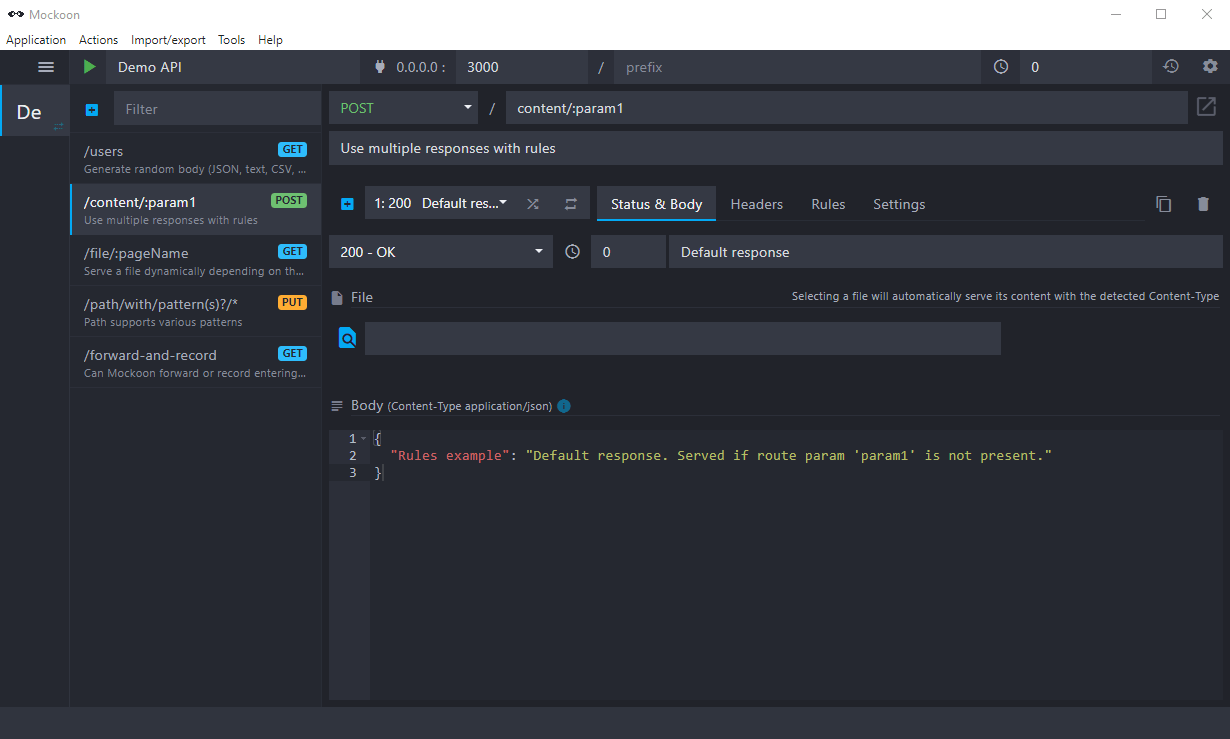 Mockoon
Application Actions Import/export Tools Help
Demo API 0.0.0.0 : 3000 / prefix 0
De
Filter
POST / content/:param1
/users GET
Generate random body (JSON, text, CSV, ...
/content/:param1 POST
Use multiple responses with rules
/file/:pageName GET
Serve a file dynamically depending on th...
/path/with/pattern(s)?/* PUT
Path supports various patterns
/forward-and-record GET
Can Mockoon forward or record entering...
Use multiple responses with rules
1: 200 Default res... Status & Body Headers Rules Settings
200 - OK 0 Default response
File Selecting a file will automatically serve its content with the detected Content-Type
Body (Content-Type application/json)
1 {
2 "Rules example": "Default response. Served if route param 'param1' is not present."
3 }